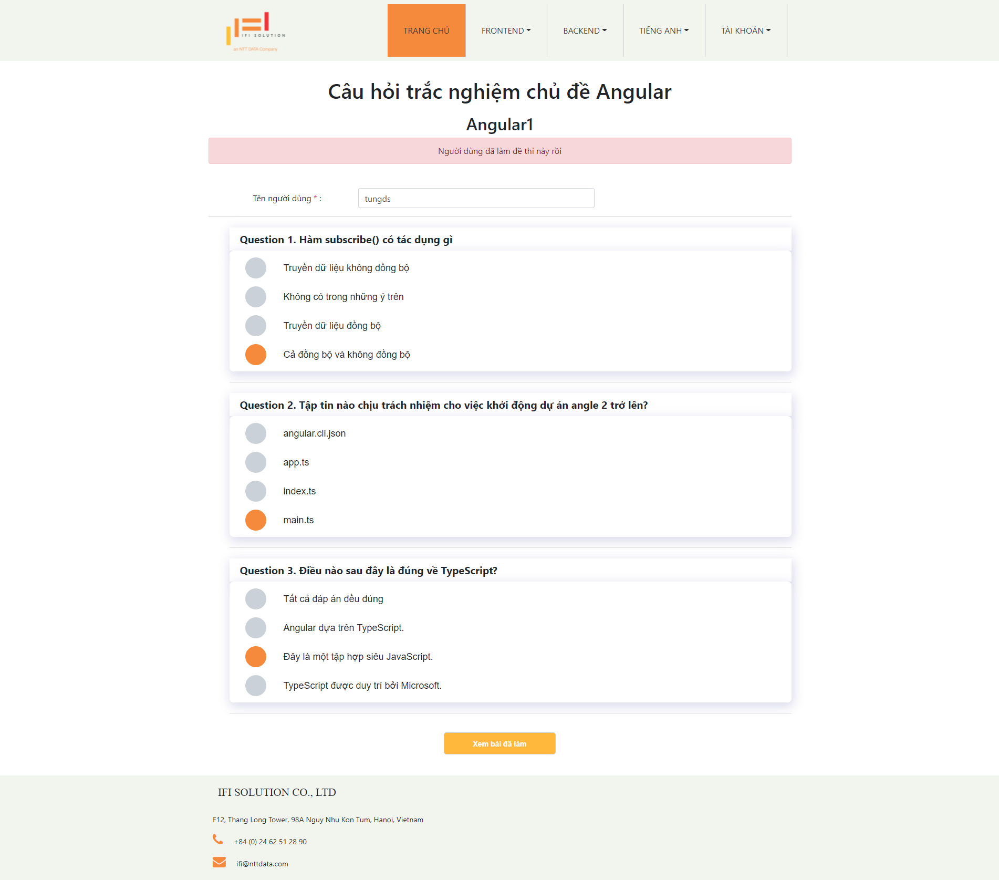 IFI SOLUTION
an NTT DATA Company
TRANG CHỦ
FRONTEND
BACKEND
TIẾNG ANH
TÀI KHOẢN
Câu hỏi trắc nghiệm chủ đề Angular
Angular1
Người dùng đã làm đề thi này rồi
Tên người dùng * :
tungds
Question 1. Hàm subscribe() có tác dụng gì
Truyền dữ liệu không đồng bộ
Không có trong những ý trên
Truyền dữ liệu đồng bộ
Cả đồng bộ và không đồng bộ
Question 2. Tập tin nào chịu trách nhiệm cho việc khởi động dự án angle 2 trở lên?
angular.cli.json
app.ts
index.ts
main.ts
Question 3. Điều nào sau đây là đúng về TypeScript?
Tất cả đáp án đều đúng
Angular dựa trên TypeScript.
Đây là một tập hợp siêu JavaScript.
TypeScript được duy trì bởi Microsoft.
Xem bài đã làm
IFI SOLUTION CO., LTD
F12, Thang Long Tower, 98A Nguy Nhu Kon Tum, Hanoi, Vietnam
+84 (0) 24 62 51 28 90
ifi@nttdata.com